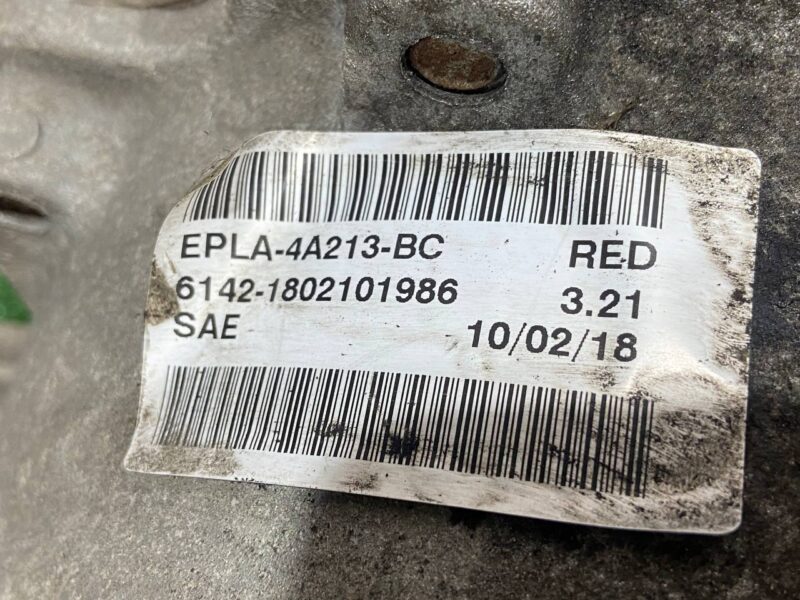 EPLA-4A213-BC RED
6142-1802101986 3.21
SAE 10/02/18